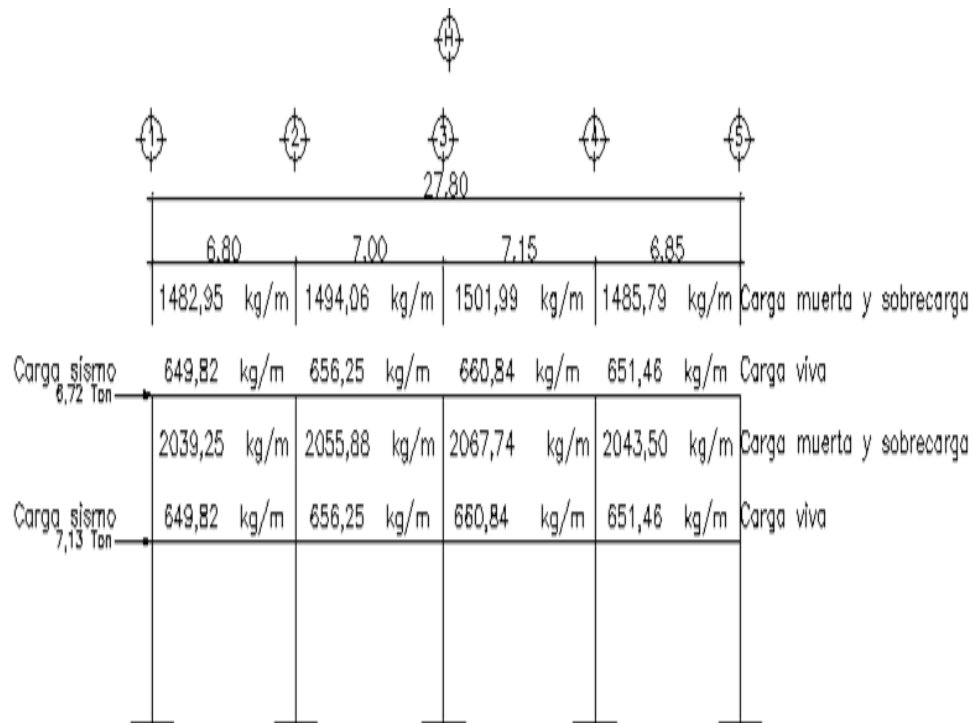 H
1 2 3 4 5
27,80
6,80 7,00 7,15 6,85
1482,95 kg/m 1494,06 kg/m 1501,99 kg/m 1485,79 kg/m Carga muerta y sobrecarga
Carga sismo 649,82 kg/m 656,25 kg/m 660,84 kg/m 651,46 kg/m Carga viva
6,72 Ton
2039,25 kg/m 2055,88 kg/m 2067,74 kg/m 2043,50 kg/m Carga muerta y sobrecarga
Carga sismo 649,82 kg/m 656,25 kg/m 660,84 kg/m 651,46 kg/m Carga viva
7,13 Ton